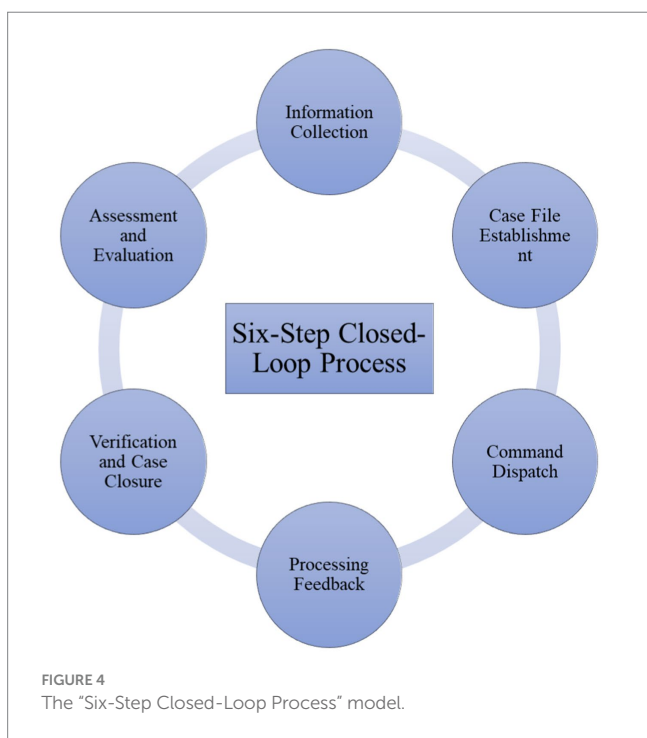 Information
Collection
Case File
Establishme
nt
Command
Dispatch
Processing
Feedback
Verification
and Case
Closure
Assessment
and
Evaluation
Six-Step Closed-
Loop Process
FIGURE 4
The “Six-Step Closed-Loop Process” model.